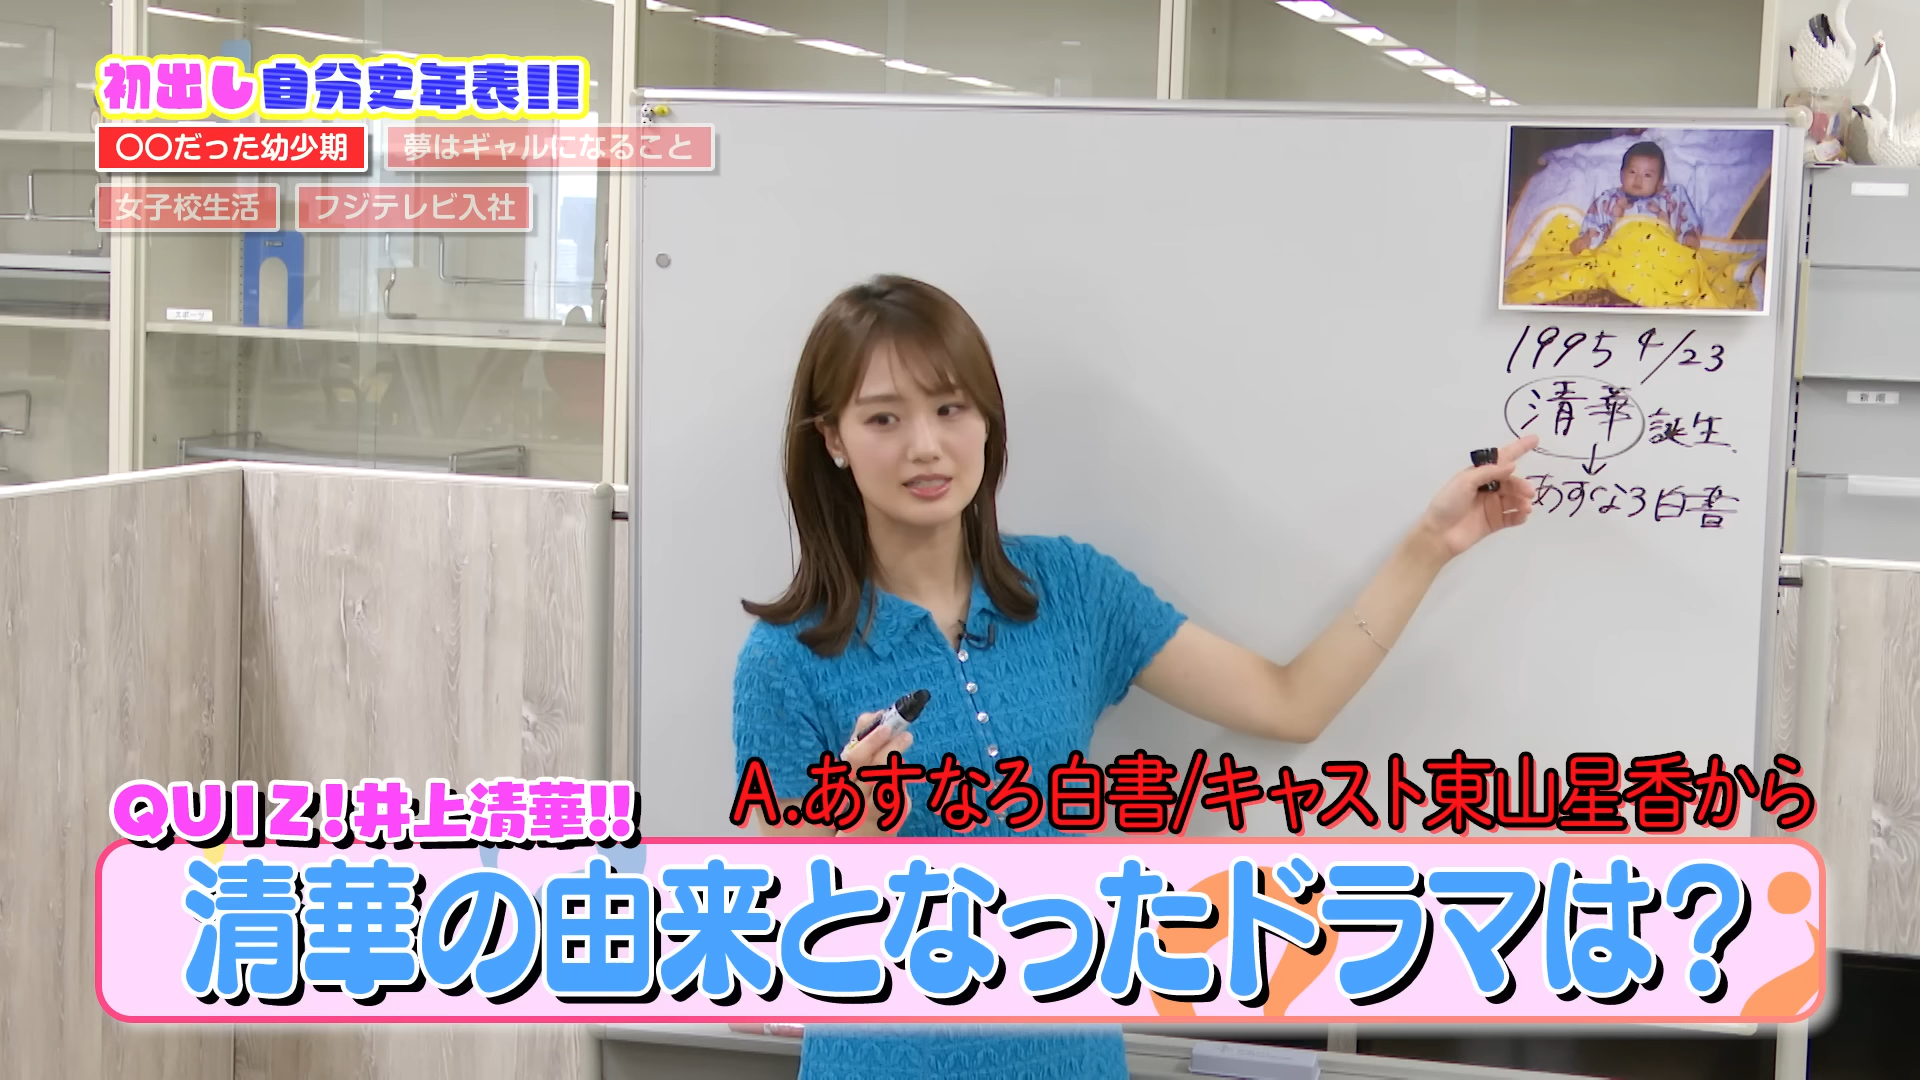 初出し自分史年表!!
〇〇だった幼少期
夢はギャルになること
女子校生活
フジテレビ入社
スポーツ
1995 4/23
清華 誕生
↓
あすなろ白書
A.あすなろ白書/キャスト東山星香から
QUIZ!井上清華!!
清華の由来となったドラマは?